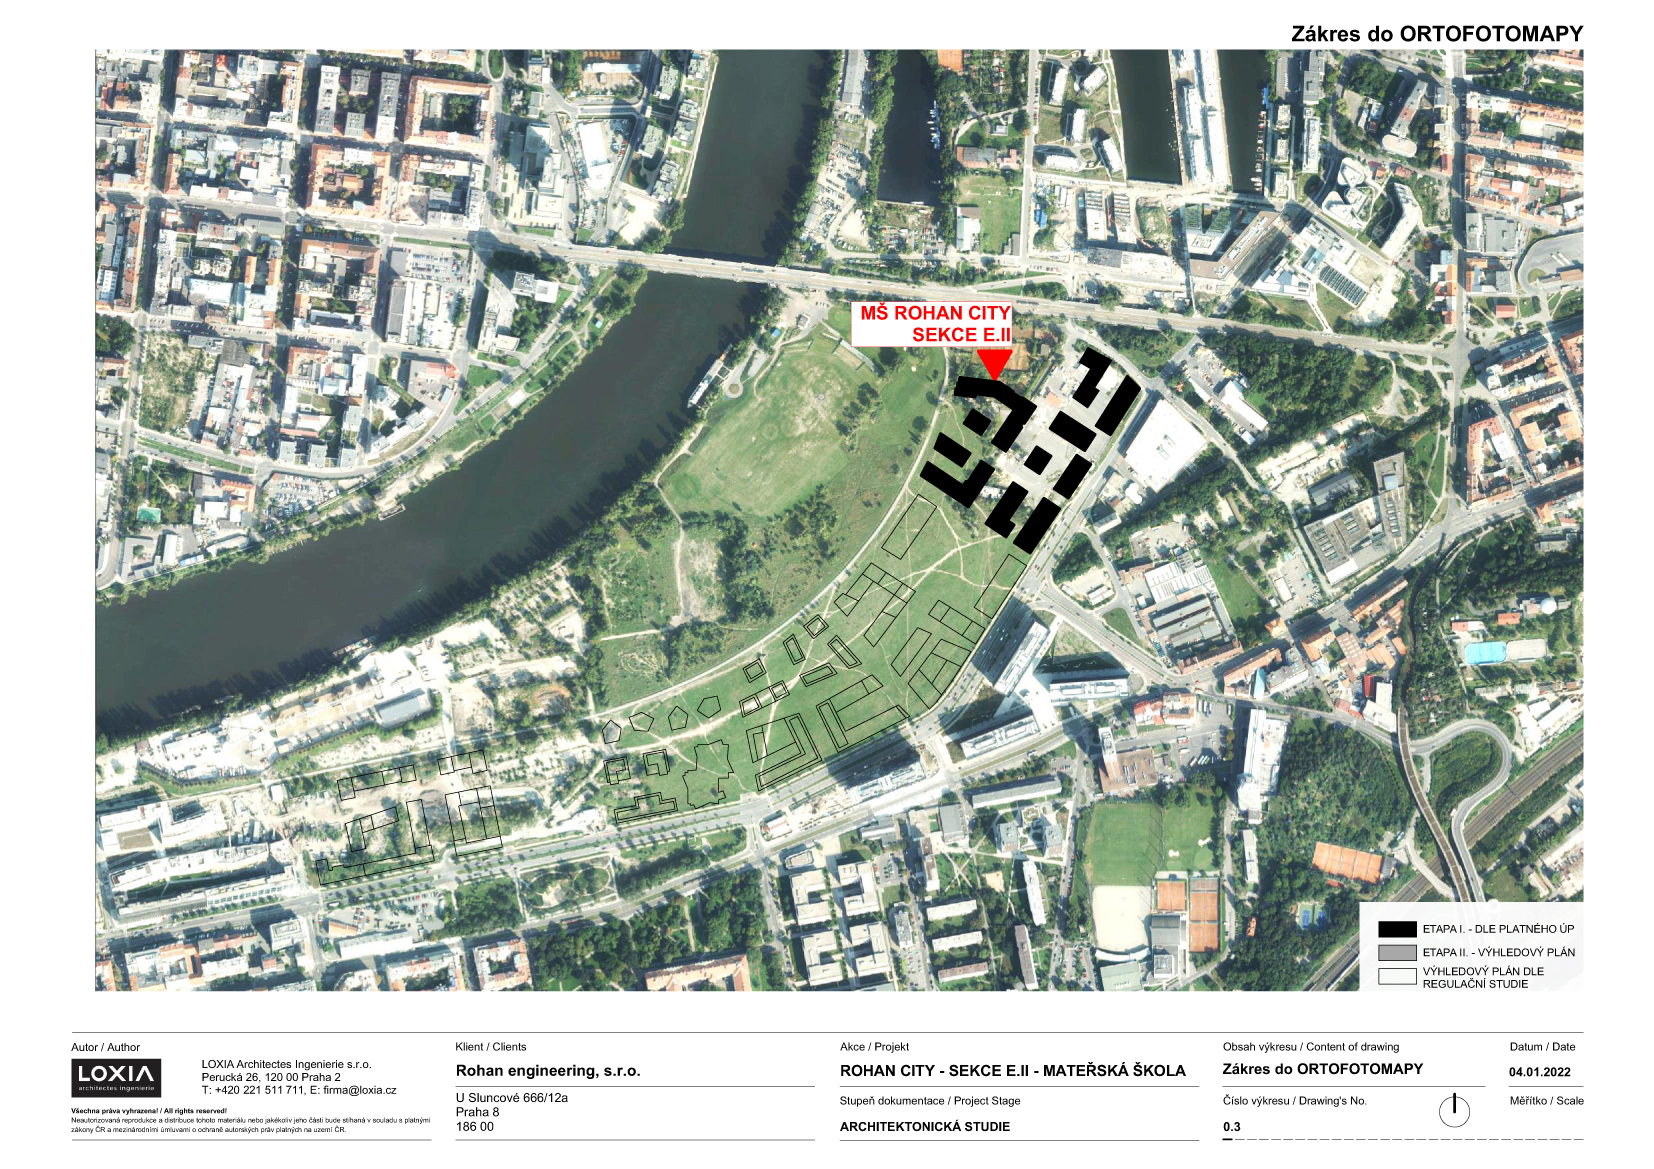 Zákres do ORTOFOTOMAPY
MŠ ROHAN CITY
SEKCE E.II
ETAPA I. - DLE PLATNÉHO ÚP
ETAPA II. - VÝHLEDOVÝ PLÁN
VÝHLEDOVÝ PLÁN DLE
REGULAČNÍ STUDIE
Autor / Author
LOXIA
architectes ingenierie
LOXIA Architectes Ingenierie s.r.o.
Perucká 26, 120 00 Praha 2
T: +420 221 511 711, E: firma@loxia.cz
Všechna práva vyhrazena! / All rights reserved!
Neautorizovaná reprodukce a distribuce tohoto materiálu nebo jakékoliv jeho části bude stíhaná v souladu s platnými
zákony ČR a mezinárodními úmluvami o ochraně autorských práv platných na uzemí ČR.
Klient / Clients
Rohan engineering, s.r.o.
U Sluncové 666/12a
Praha 8
186 00
Akce / Projekt
ROHAN CITY - SEKCE E.II - MATEŘSKÁ ŠKOLA
Stupeň dokumentace / Project Stage
ARCHITEKTONICKÁ STUDIE
Obsah výkresu / Content of drawing
Zákres do ORTOFOTOMAPY
Číslo výkresu / Drawing's No.
0.3
Datum / Date
04.01.2022
Měřítko / Scale